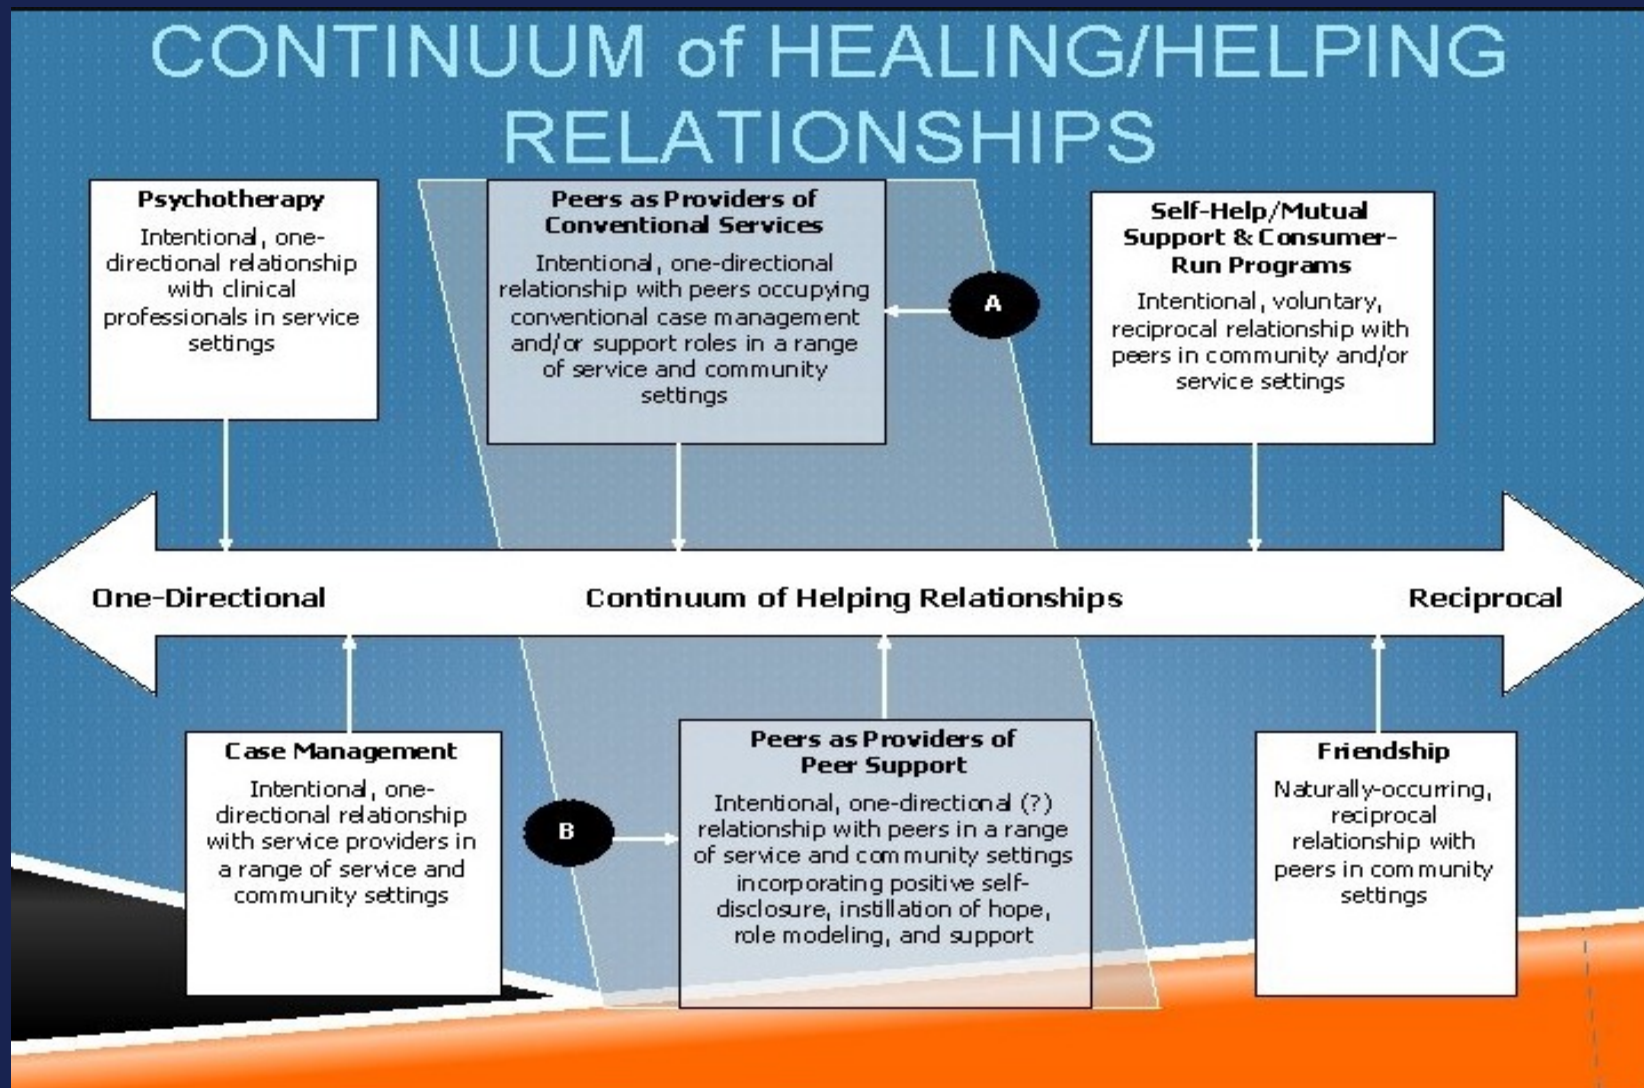 CONTINUUM of HEALING/HELPING
RELATIONSHIPS
Psychotherapy
Intentional, one-
directional relationship
with clinical
professionals in service
settings
Peers as Providers of
Conventional Services
Intentional, one-directional
relationship with peers occupying
conventional case management
and/or support roles in a range
of service and community
settings
A
Self-Help/Mutual
Support & Consumer-
Run Programs
Intentional, voluntary,
reciprocal relationship with
peers in community and/or
service settings
One-Directional
Continuum of Helping Relationships
Reciprocal
Case Management
Intentional, one-
directional relationship
with service providers in
a range of service and
community settings
B
Peers as Providers of
Peer Support
Intentional, one-directional (?)
relationship with peers in a range
of service and community settings
incorporating positive self-
disclosure, instillation of hope,
role modeling, and support
Friendship
Naturally-occurring,
reciprocal
relationship with
peers in community
settings